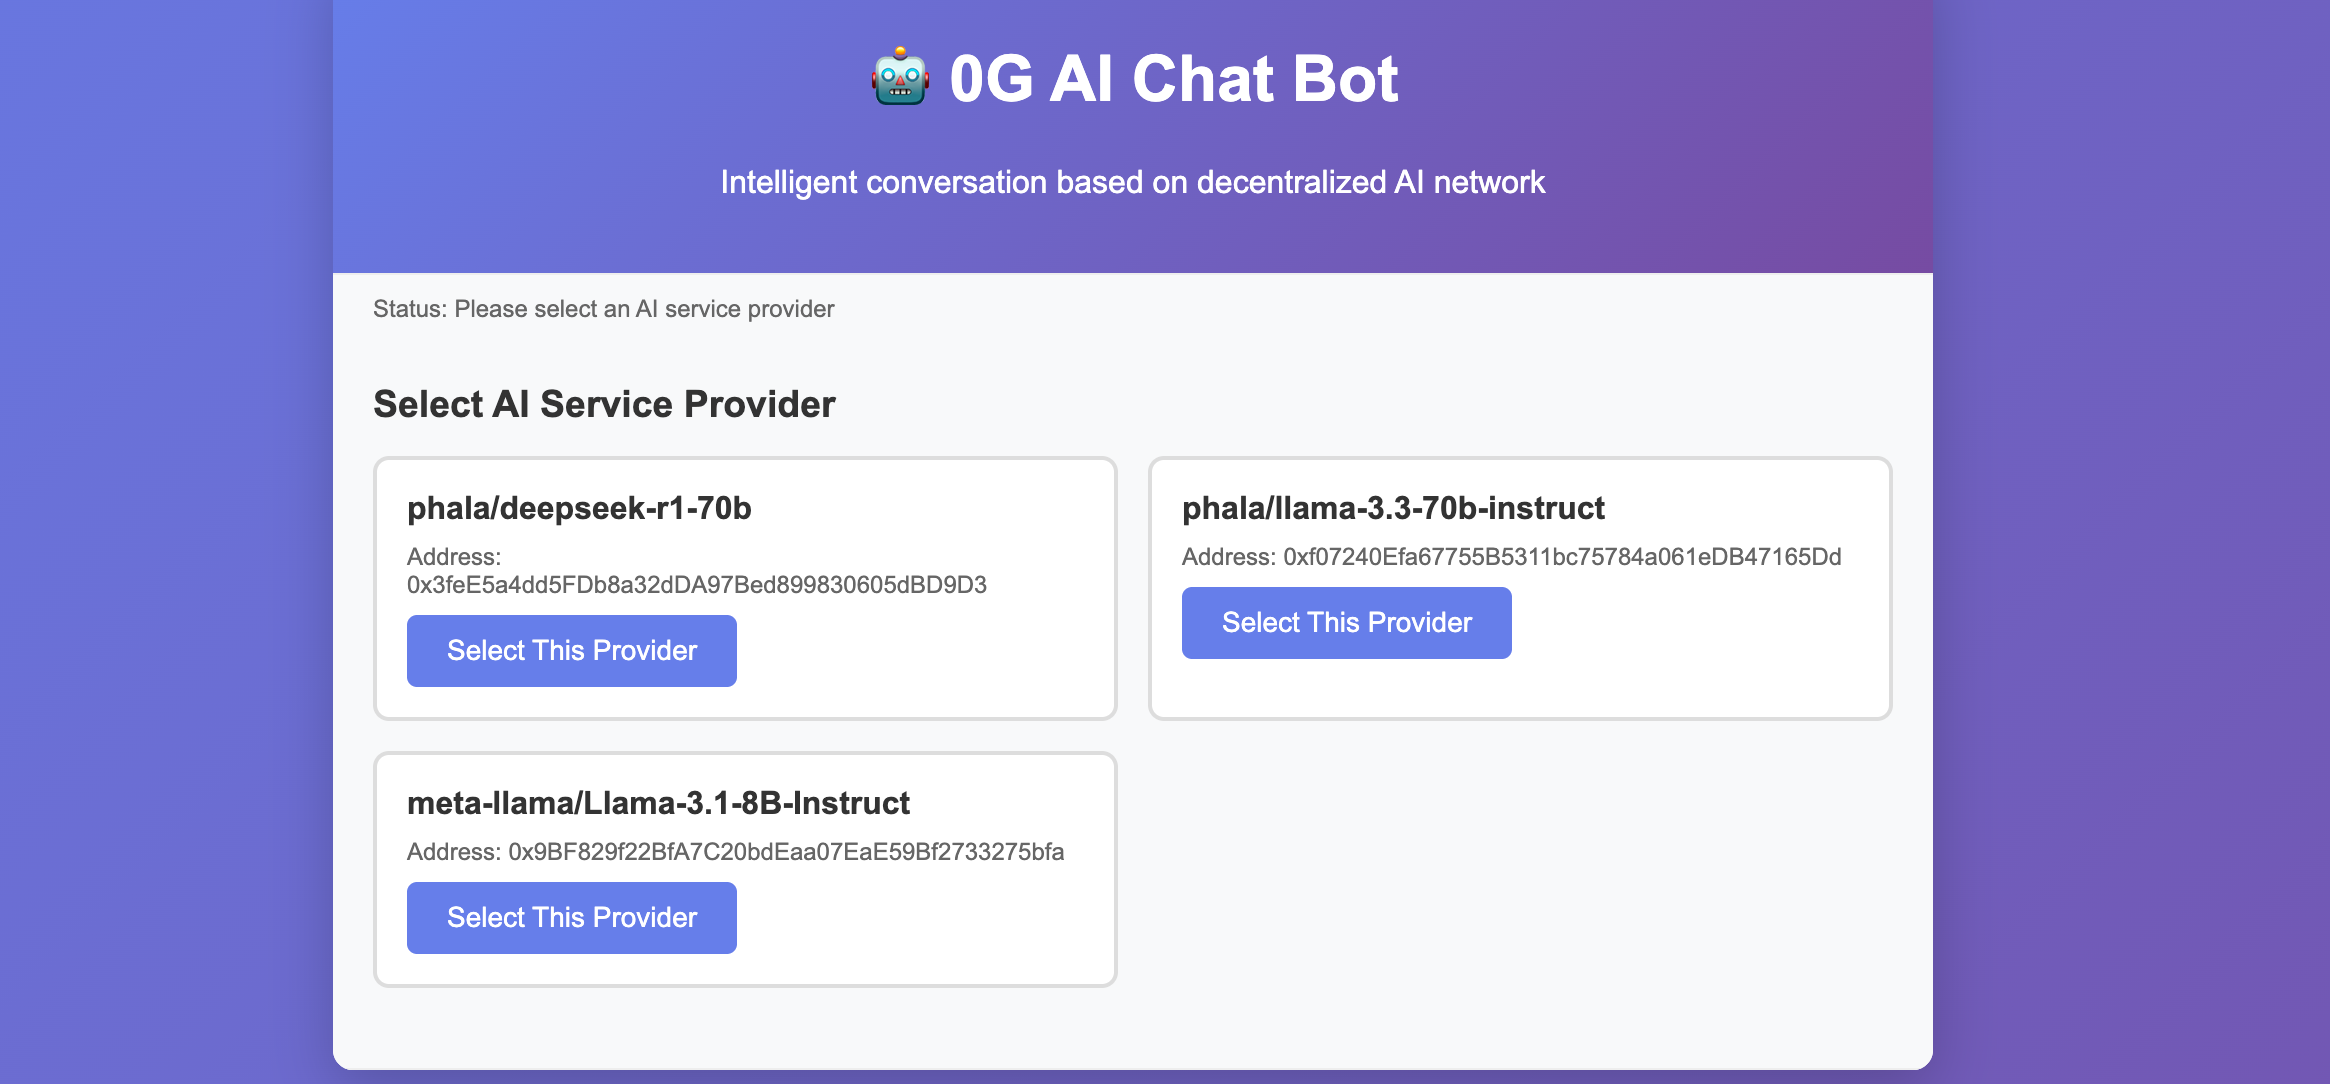 0G AI Chat Bot
Intelligent conversation based on decentralized AI network
Status: Please select an AI service provider
Select AI Service Provider
phala/deepseek-r1-70b
Address:
0x3feE5a4dd5FDb8a32dDA97Bed899830605dBD9D3
Select This Provider
phala/llama-3.3-70b-instruct
Address: 0xf07240Efa67755B5311bc75784a061eDB47165Dd
Select This Provider
meta-llama/Llama-3.1-8B-Instruct
Address: 0x9BF829f22BfA7C20bdEaa07EaE59Bf2733275bfa
Select This Provider